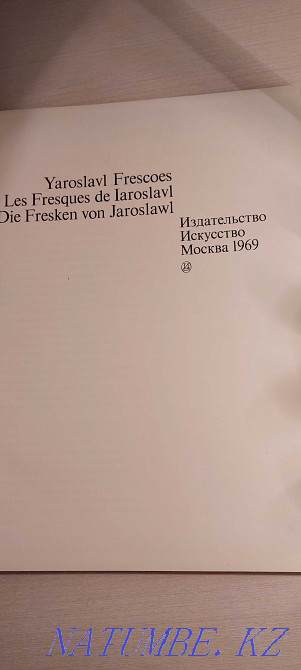 Yaroslavl Frescoes
Les Fresques de Iaroslavl
Die Fresken von Jaroslawl
Издательство
Искусство
Москва 1969
NATUMBE. KZ